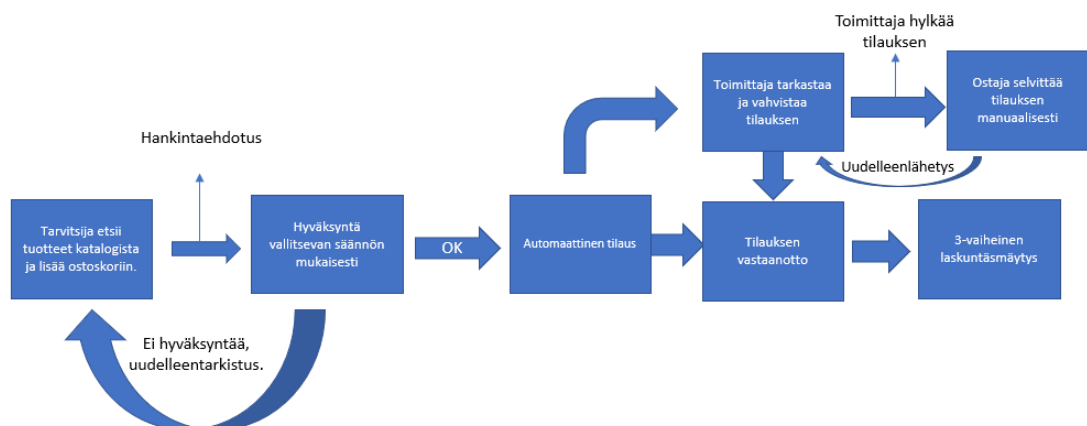 Toimittaja hylkää
tilauksen
Toimittaja tarkastaa
ja vahvistaa
tilauksen
Ostaja selvittää
tilauksen
manuaalisesti
Hankintaehdotus
Uudelleenlähetys
Tarvitsija etsii
tuotteet katalogista
ja lisää ostoskoriin.
Hyväksyntä
vallitsevan säännön
mukaisesti
OK
Automaattinen tilaus
Tilauksen
vastaanotto
3-vaiheinen
laskuntäsmäytys
Ei hyväksyntää,
uudelleentarkistus.